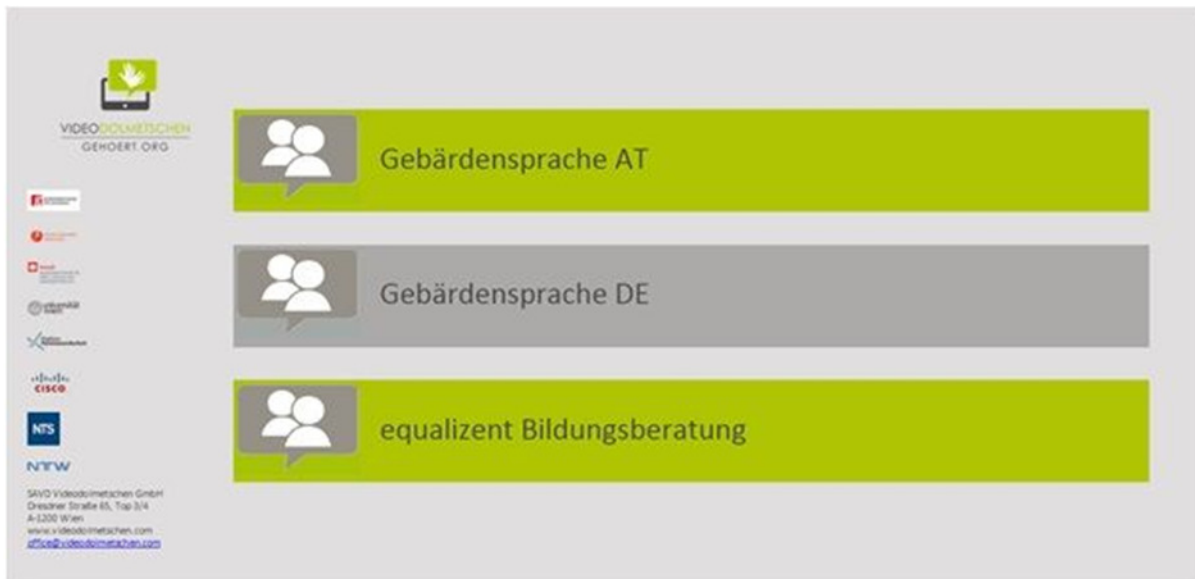 VIDEODOLMETSCHEN
GEHOERT ORG
Gebärdensprache AT
Gebärdensprache DE
equalizent Bildungsberatung
universität
CISCO
NTS
NTW
SAVD Videodolmetschen GmbH
Dresdner Straße 65, Top 3/4
A-1200 Wien
www.videodolmetschen.com
office@videodolmetschen.com